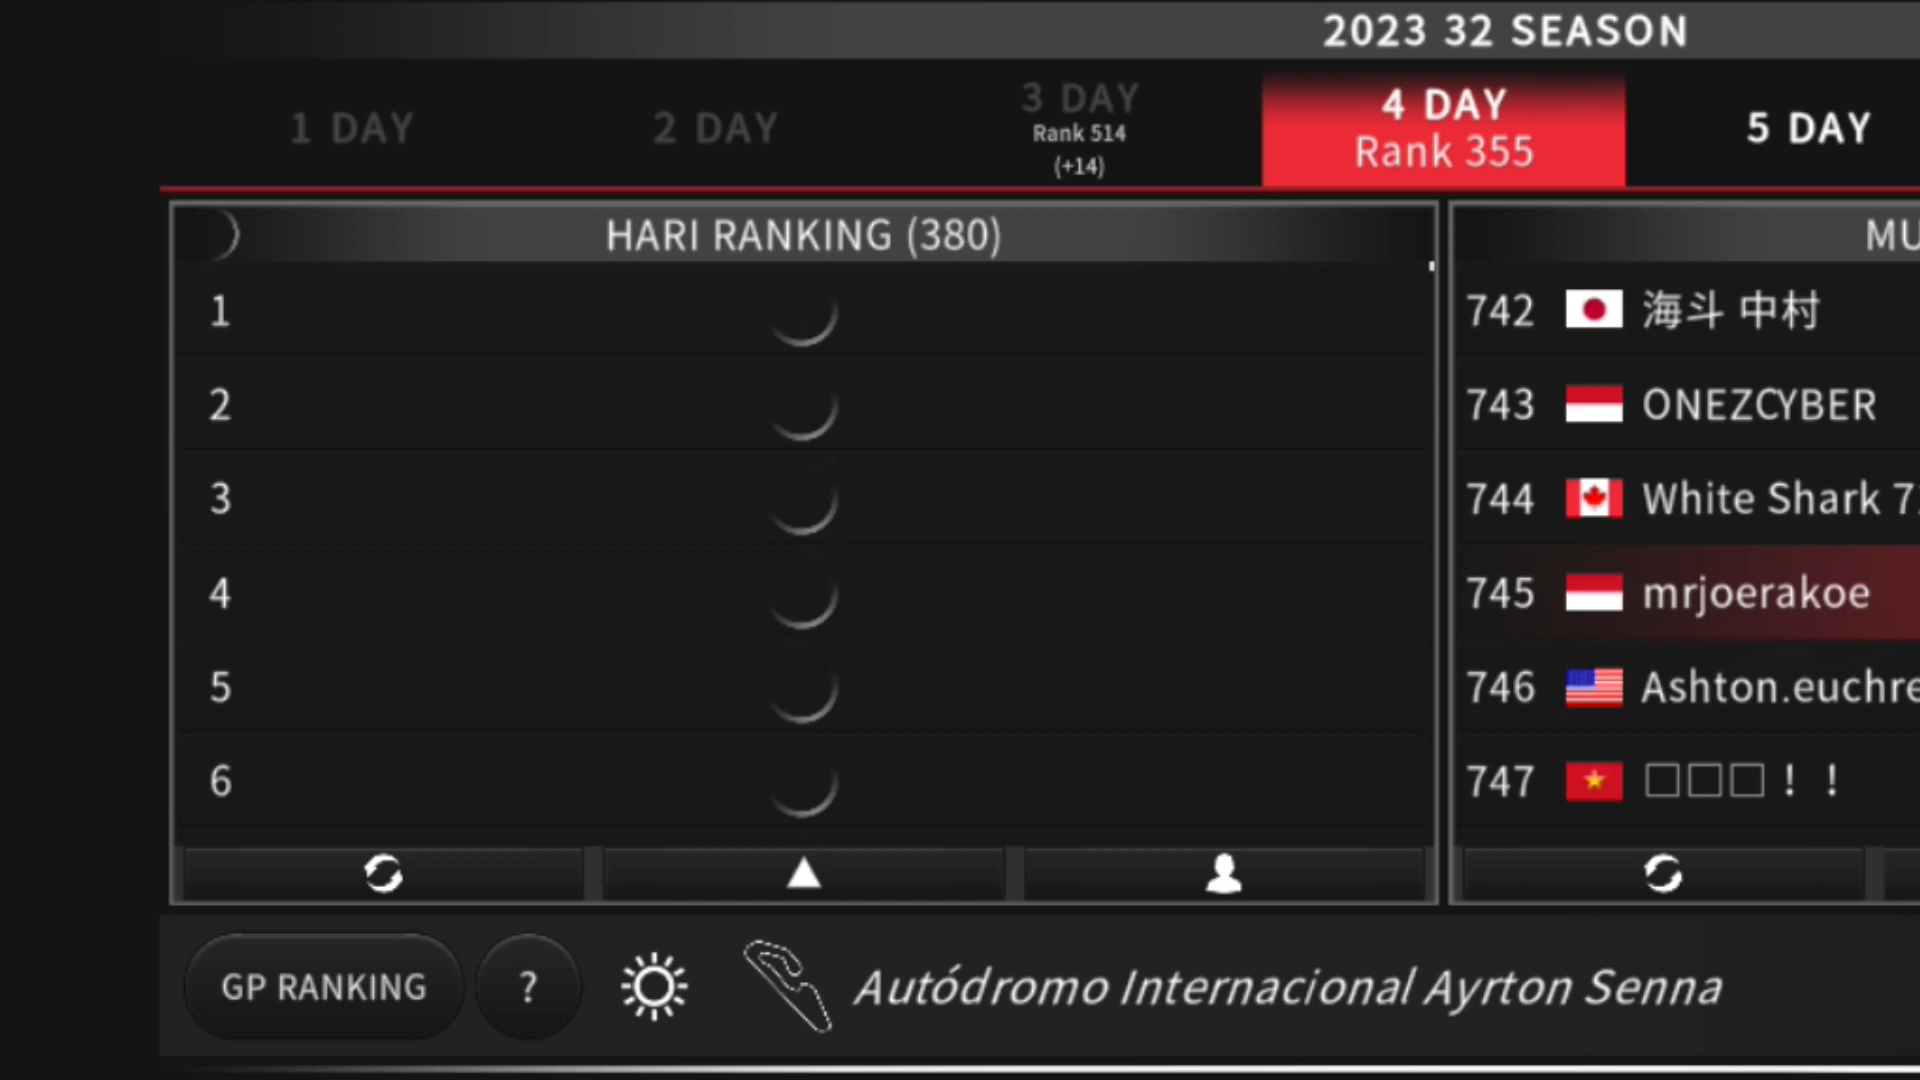 2023 32 SEASON
1 DAY
2 DAY
3 DAY
Rank 514
(+14)
4 DAY
Rank 355
5 DAY
HARI RANKING (380)
1
2
3
4
5
6
MU
742 海斗 中村
743 ONEZCYBER
744 White Shark 7
745 mrjoerakoe
746 Ashton.euchre
747 □□□！！
GP RANKING
?
Autódromo Internacional Ayrton Senna